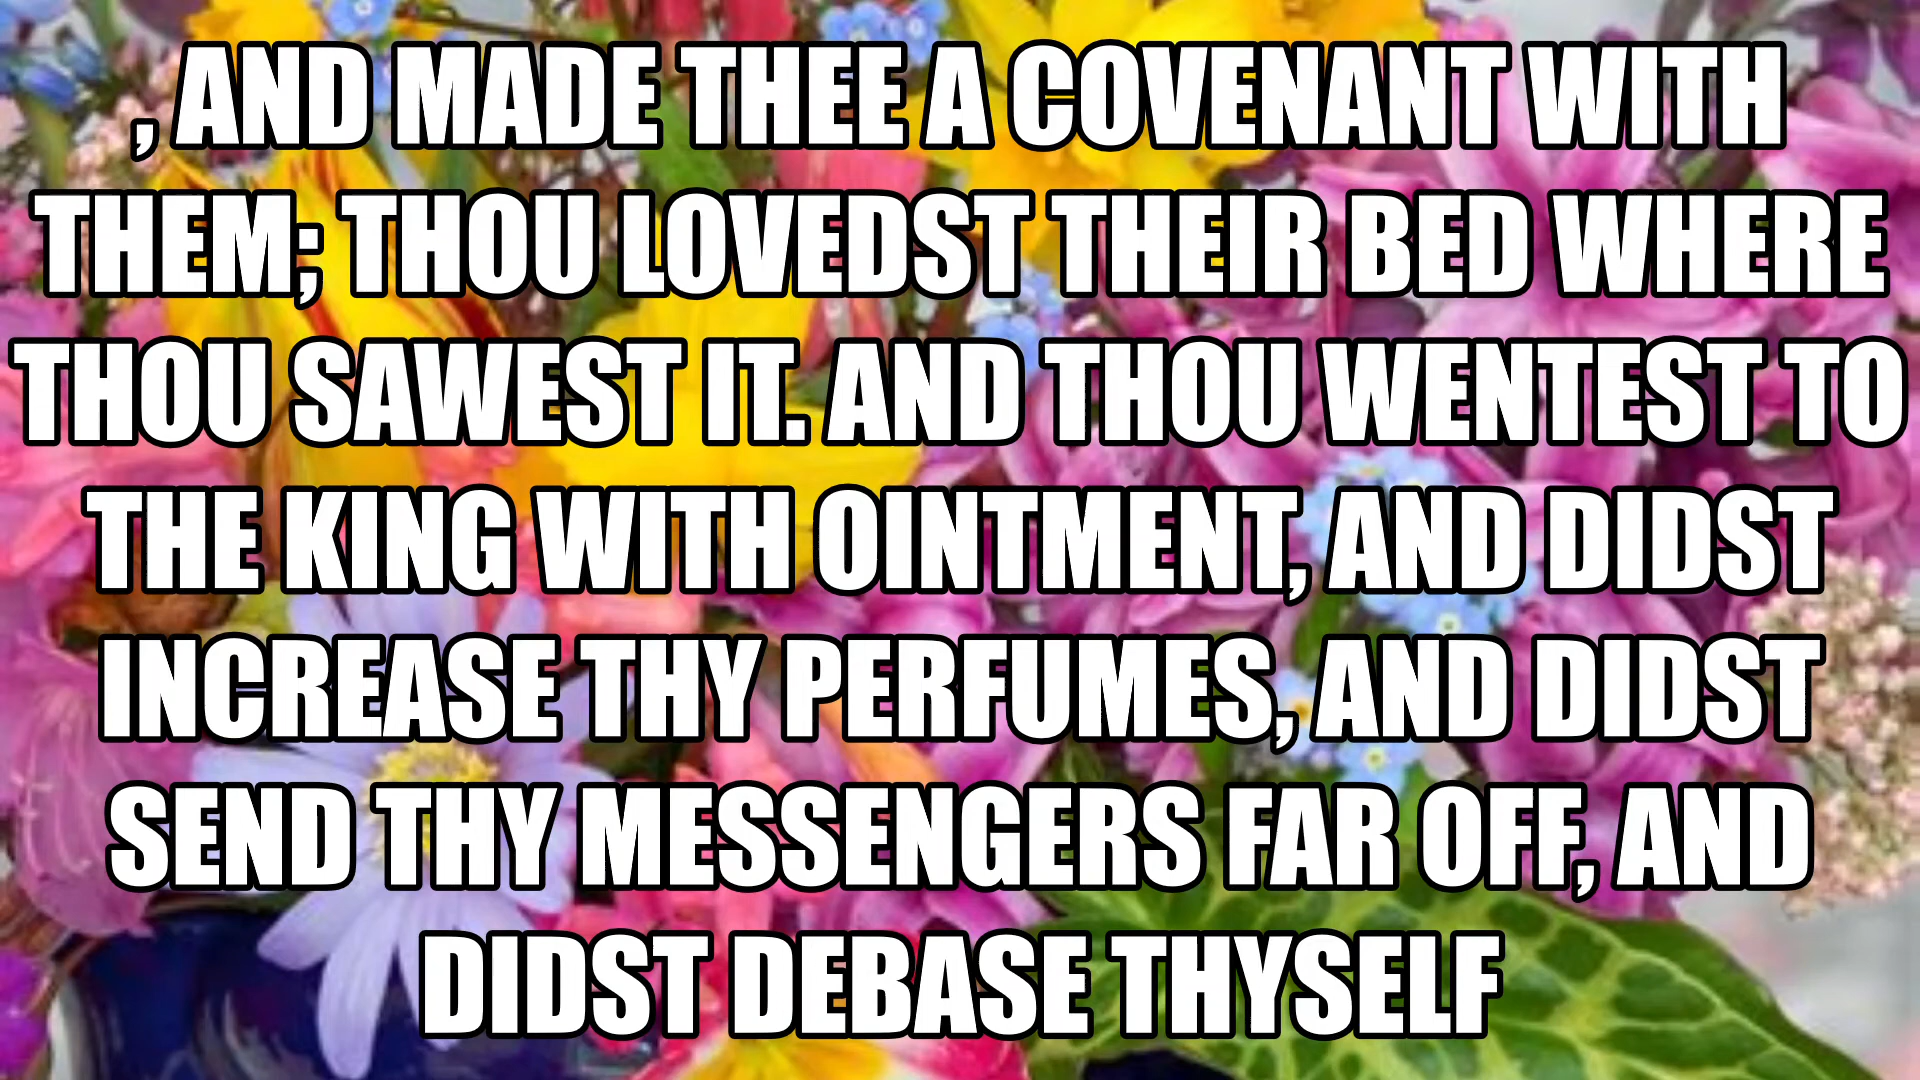 , AND MADE THEE A COVENANT WITH
THEM; THOU LOVEDST THEIR BED WHERE
THOU SAWEST IT. AND THOU WENTEST TO
THE KING WITH OINTMENT, AND DIDST
INCREASE THY PERFUMES, AND DIDST
SEND THY MESSENGERS FAR OFF, AND
DIDST DEBASE THYSELF